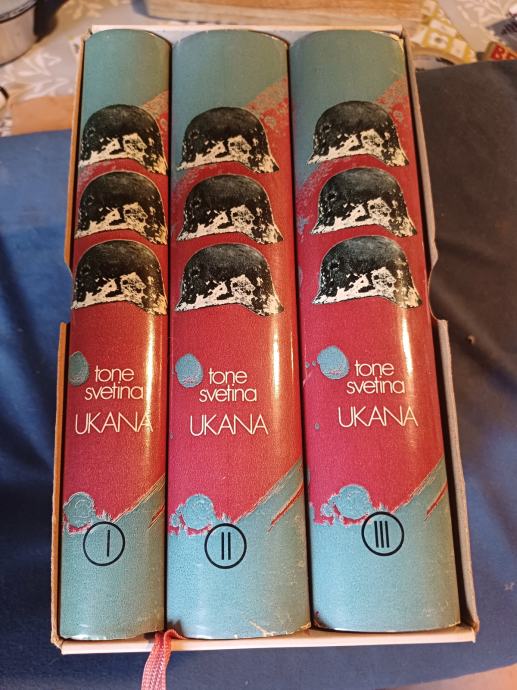 tone
svetina
UKANA
I
tone
svetina
UKANA
II
tone
svetina
UKANA
III